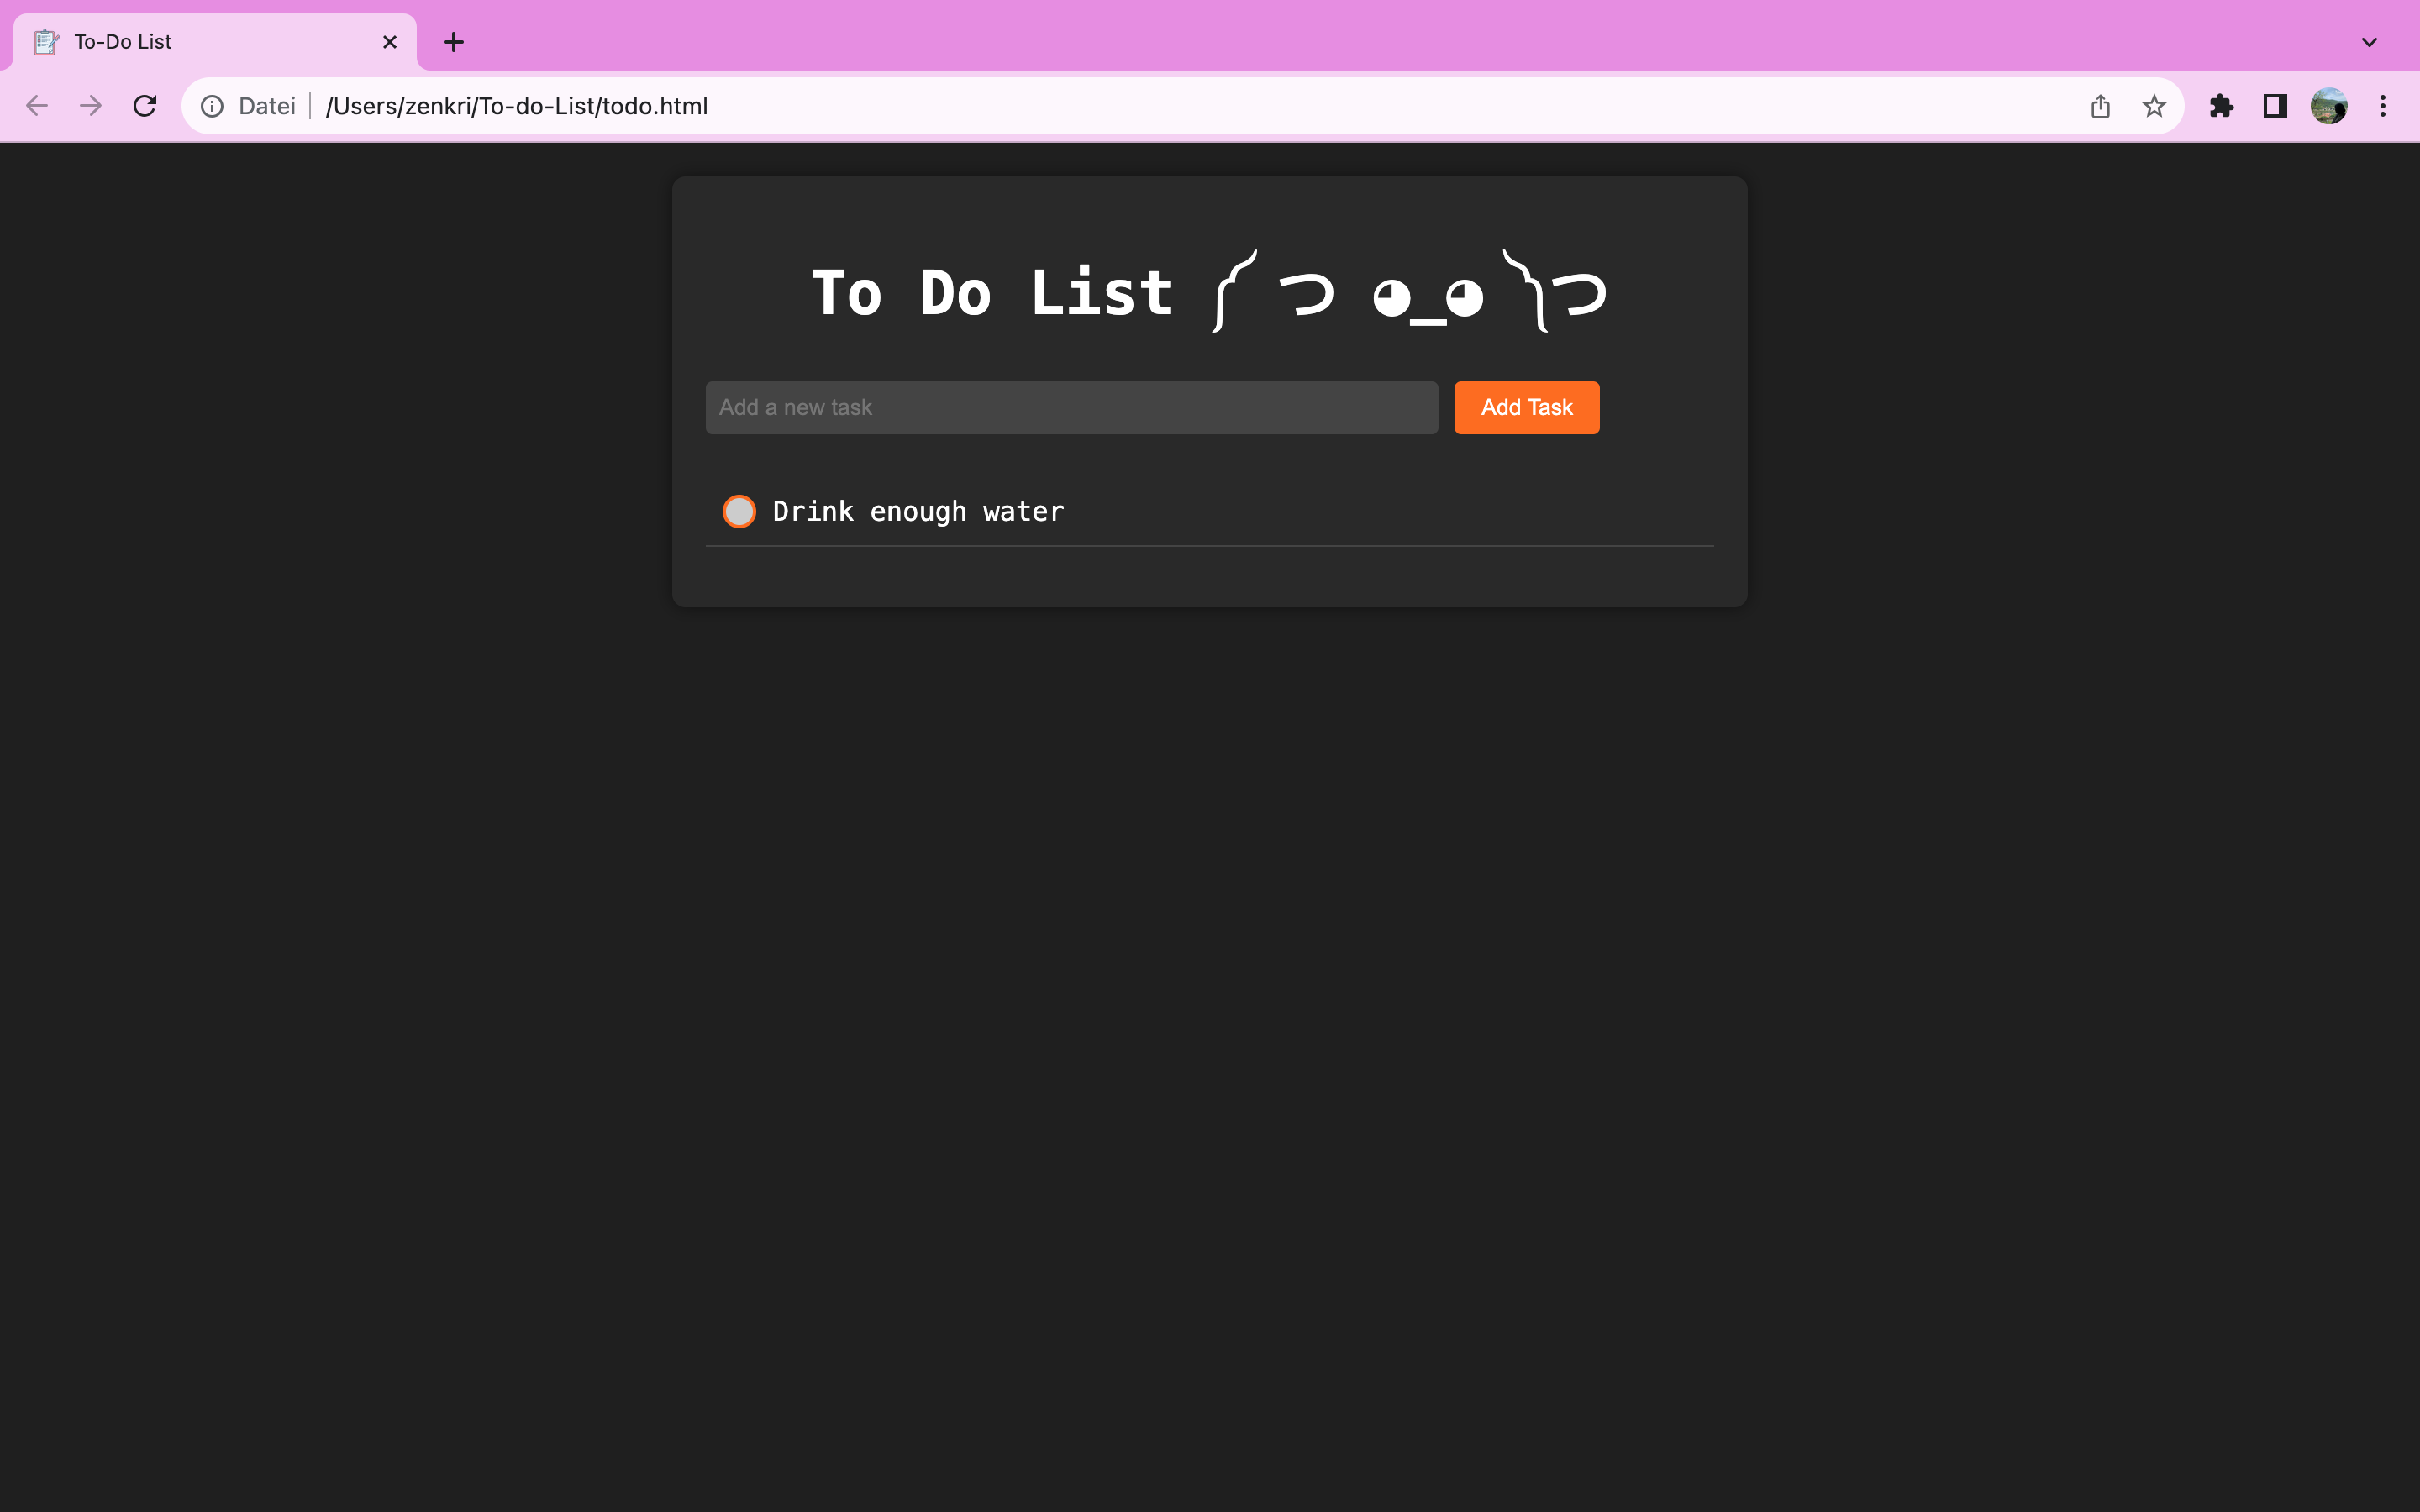 To-Do List
Datei /Users/zenkri/To-do-List/todo.html
To Do List ༼ つ ◕_◕ ༽つ
Add a new task
Add Task
Drink enough water